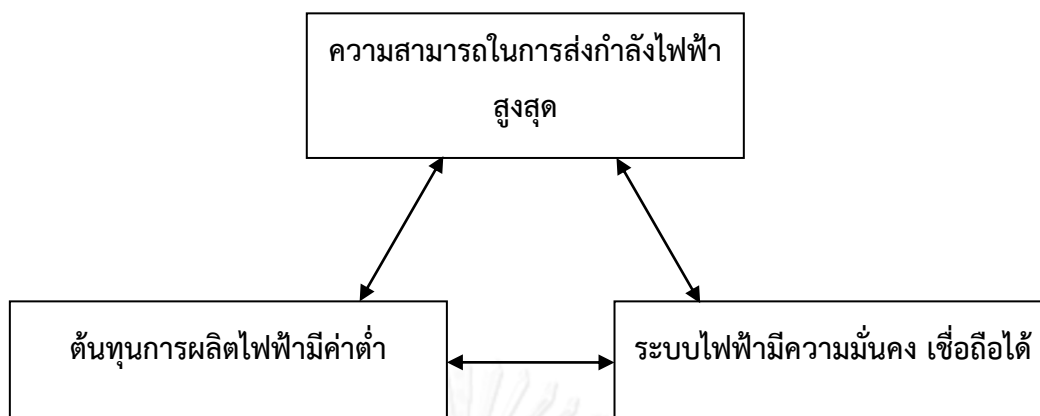 ความสามารถในการส่งกำลังไฟฟ้า
สูงสุด
ต้นทุนการผลิตไฟฟ้ามีค่าต่ำ
ระบบไฟฟ้ามีความมั่นคง เชื่อถือได้